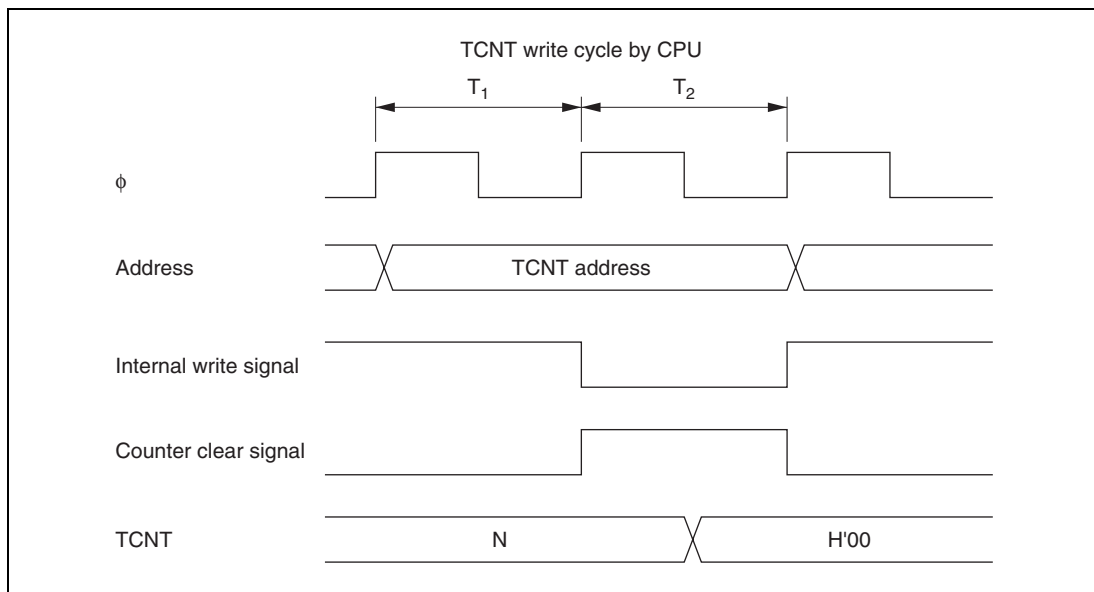 TCNT write cycle by CPU
T₁ T₂
ϕ
Address TCNT address
Internal write signal
Counter clear signal
TCNT N H'00